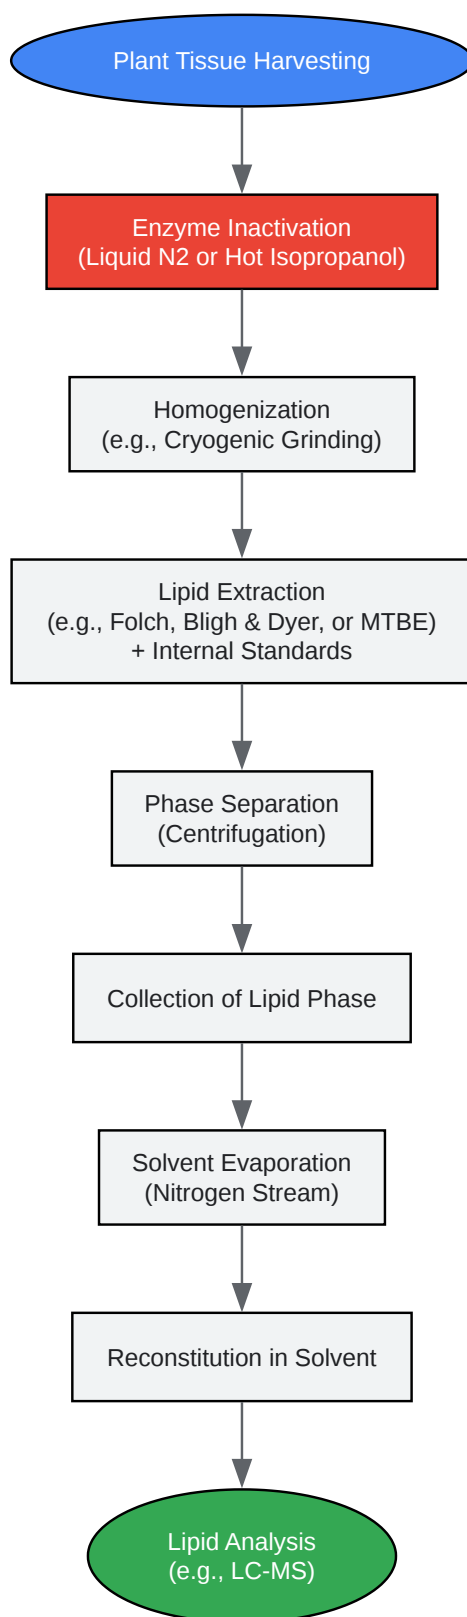 Plant Tissue Harvesting
Enzyme Inactivation
(Liquid N2 or Hot Isopropanol)
Homogenization
(e.g., Cryogenic Grinding)
Lipid Extraction
(e.g., Folch, Bligh & Dyer, or MTBE)
+ Internal Standards
Phase Separation
(Centrifugation)
Collection of Lipid Phase
Solvent Evaporation
(Nitrogen Stream)
Reconstitution in Solvent
Lipid Analysis
(e.g., LC-MS)